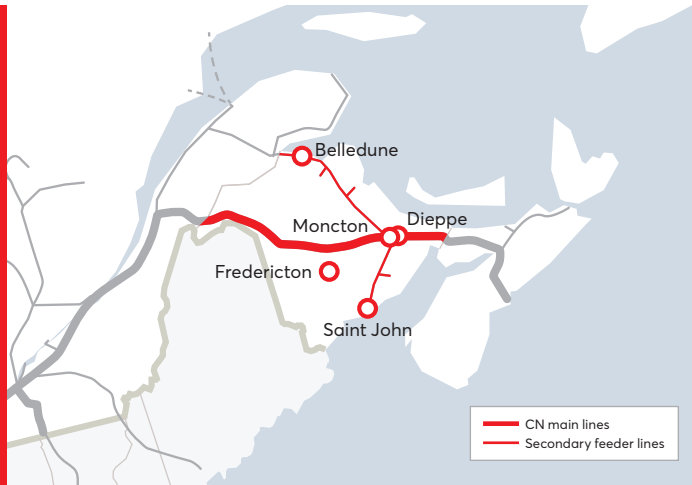 Belledune
Dieppe
Moncton
Fredericton
Saint John
CN main lines
Secondary feeder lines